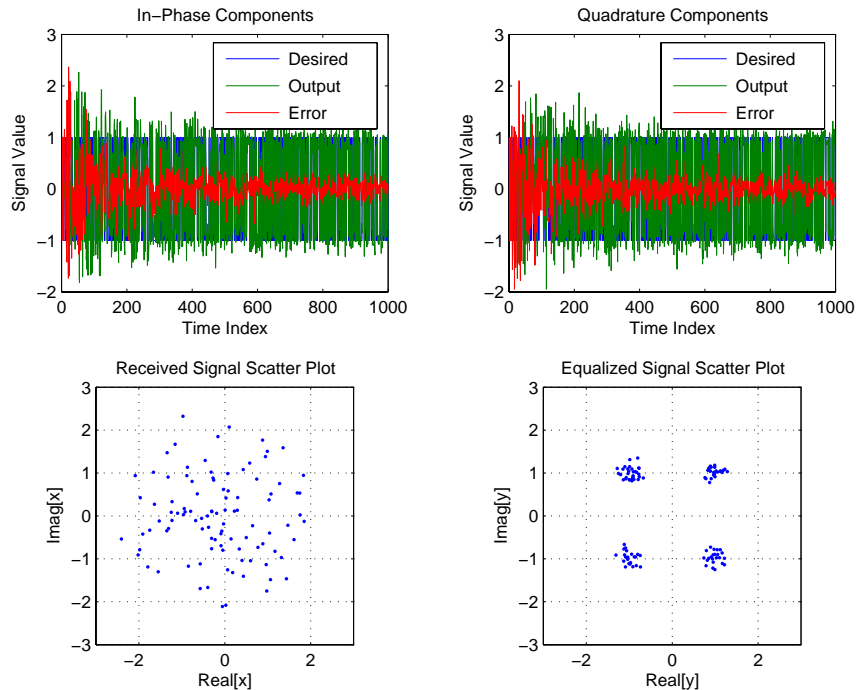 In−Phase Components
3
2
1
0
−1
−2
Signal Value
Desired
Output
Error
0
200
400
600
800
1000
Time Index
Quadrature Components
3
2
1
0
−1
−2
Signal Value
Desired
Output
Error
0
200
400
600
800
1000
Time Index
Received Signal Scatter Plot
3
2
1
0
−1
−2
−3
Imag[x]
−2
0
2
Real[x]
Equalized Signal Scatter Plot
3
2
1
0
−1
−2
−3
Imag[y]
−2
0
2
Real[y]